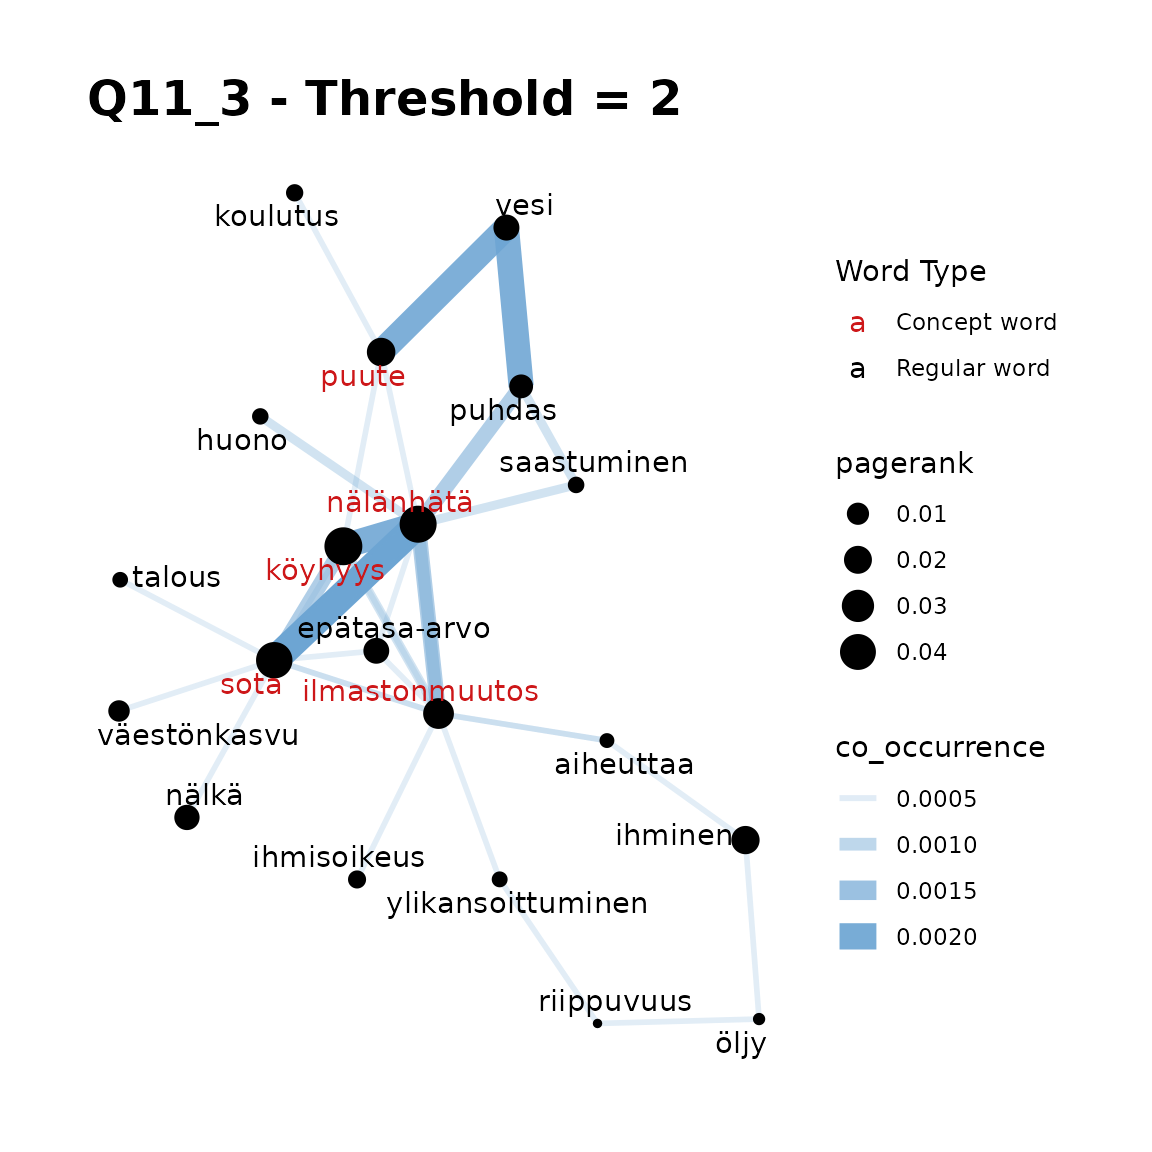 Q11_3 - Threshold = 2
koulutus
vesi
puute
puhdas
huono
saastuminen
nälänhätä
köyhyys
talous
epätasa-arvo
sota
ilmastonmuutos
väestönkasvu
aiheuttaa
nälkä
ihminen
ihmisoikeus
ylikansoittuminen
riippuvuus
öljy
Word Type
a Concept word
a Regular word
pagerank
0.01
0.02
0.03
0.04
co_occurrence
0.0005
0.0010
0.0015
0.0020